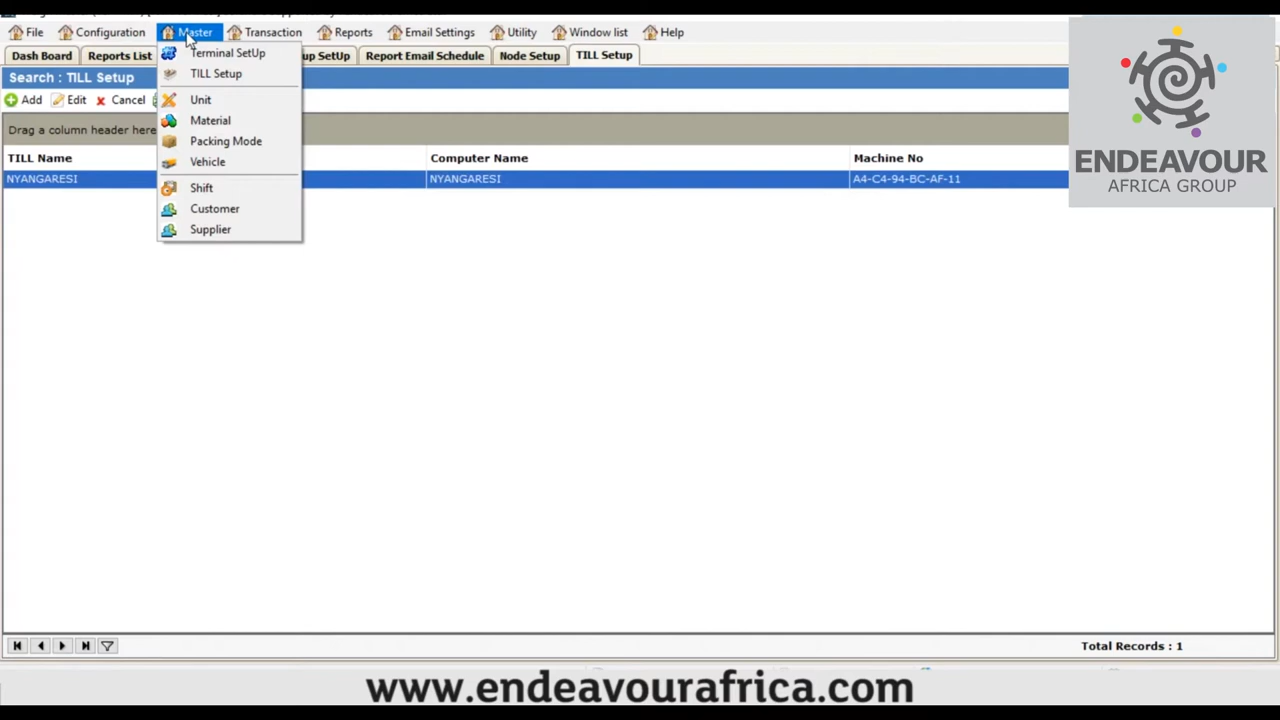 File Configuration Master Transaction Reports Email Settings Utility Window list Help
Dash Board Reports List up SetUp Report Email Schedule Node Setup TILL Setup
Search : TILL Setup
Add Edit Cancel
Drag a column header here
TILL Name Computer Name Machine No
NYANGARESI NYANGARESI A4-C4-94-BC-AF-11
Terminal SetUp
TILL Setup
Unit
Material
Packing Mode
Vehicle
Shift
Customer
Supplier
ENDEAVOUR
AFRICA GROUP
Total Records : 1
www.endeavourafrica.com